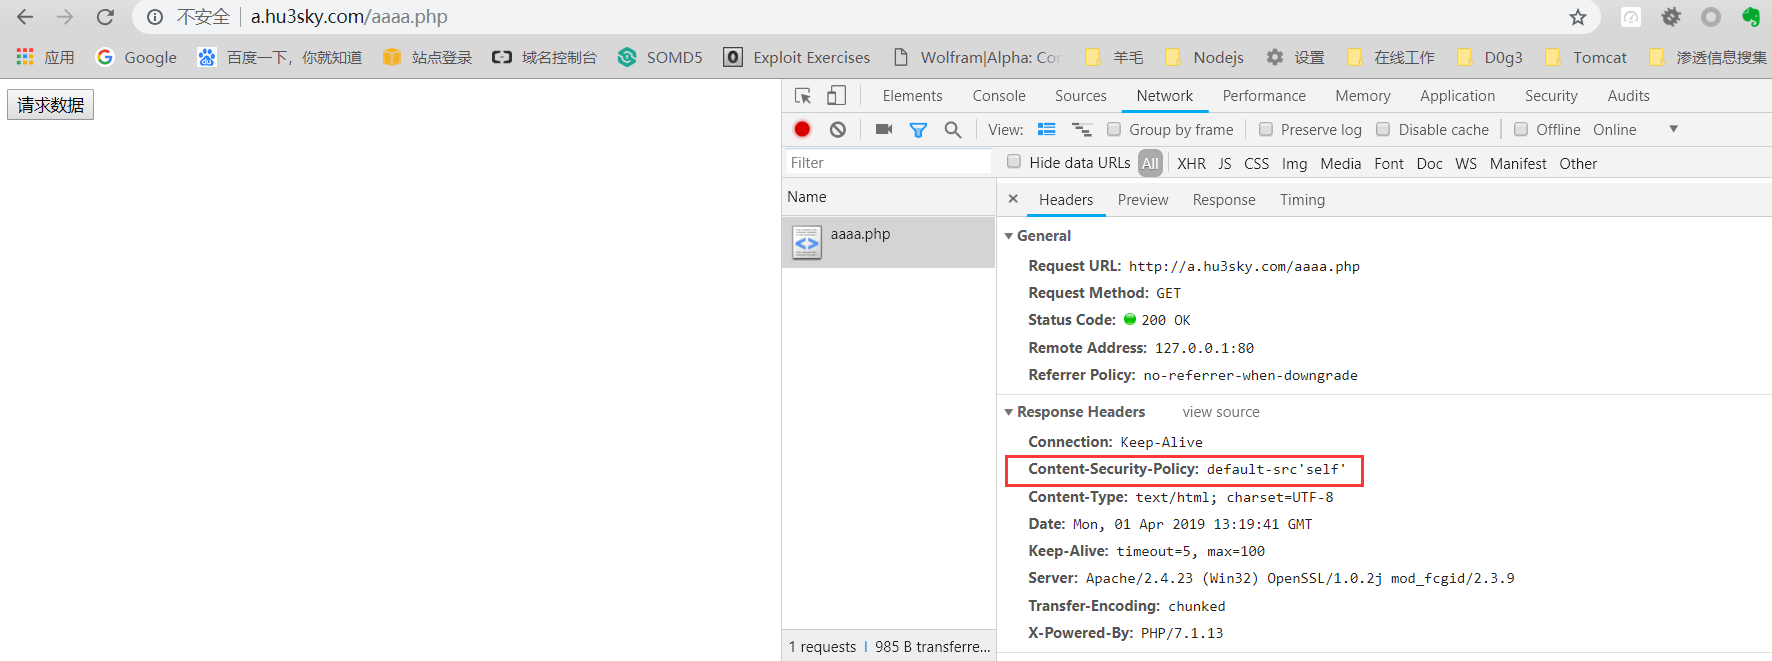 不安全 a.hu3sky.com/aaaa.php
应用 Google 百度一下，你就知道 站点登录 域名控制台 SOMD5 Exploit Exercises Wolfram|Alpha: Cor 羊毛 Nodejs 设置 在线工作 D0g3 Tomcat 渗透信息搜集
请求数据
Elements Console Sources Network Performance Memory Application Security Audits
View: Group by frame Preserve log Disable cache Offline Online
Filter Hide data URLs All XHR JS CSS Img Media Font Doc WS Manifest Other
Name
Headers Preview Response Timing
aaaa.php
General
Request URL: http://a.hu3sky.com/aaaa.php
Request Method: GET
Status Code: 200 OK
Remote Address: 127.0.0.1:80
Referrer Policy: no-referrer-when-downgrade
Response Headers view source
Connection: Keep-Alive
Content-Security-Policy: default-src'self'
Content-Type: text/html; charset=UTF-8
Date: Mon, 01 Apr 2019 13:19:41 GMT
Keep-Alive: timeout=5, max=100
Server: Apache/2.4.23 (Win32) OpenSSL/1.0.2j mod_fcgid/2.3.9
Transfer-Encoding: chunked
X-Powered-By: PHP/7.1.13
1 requests | 985 B transferre...